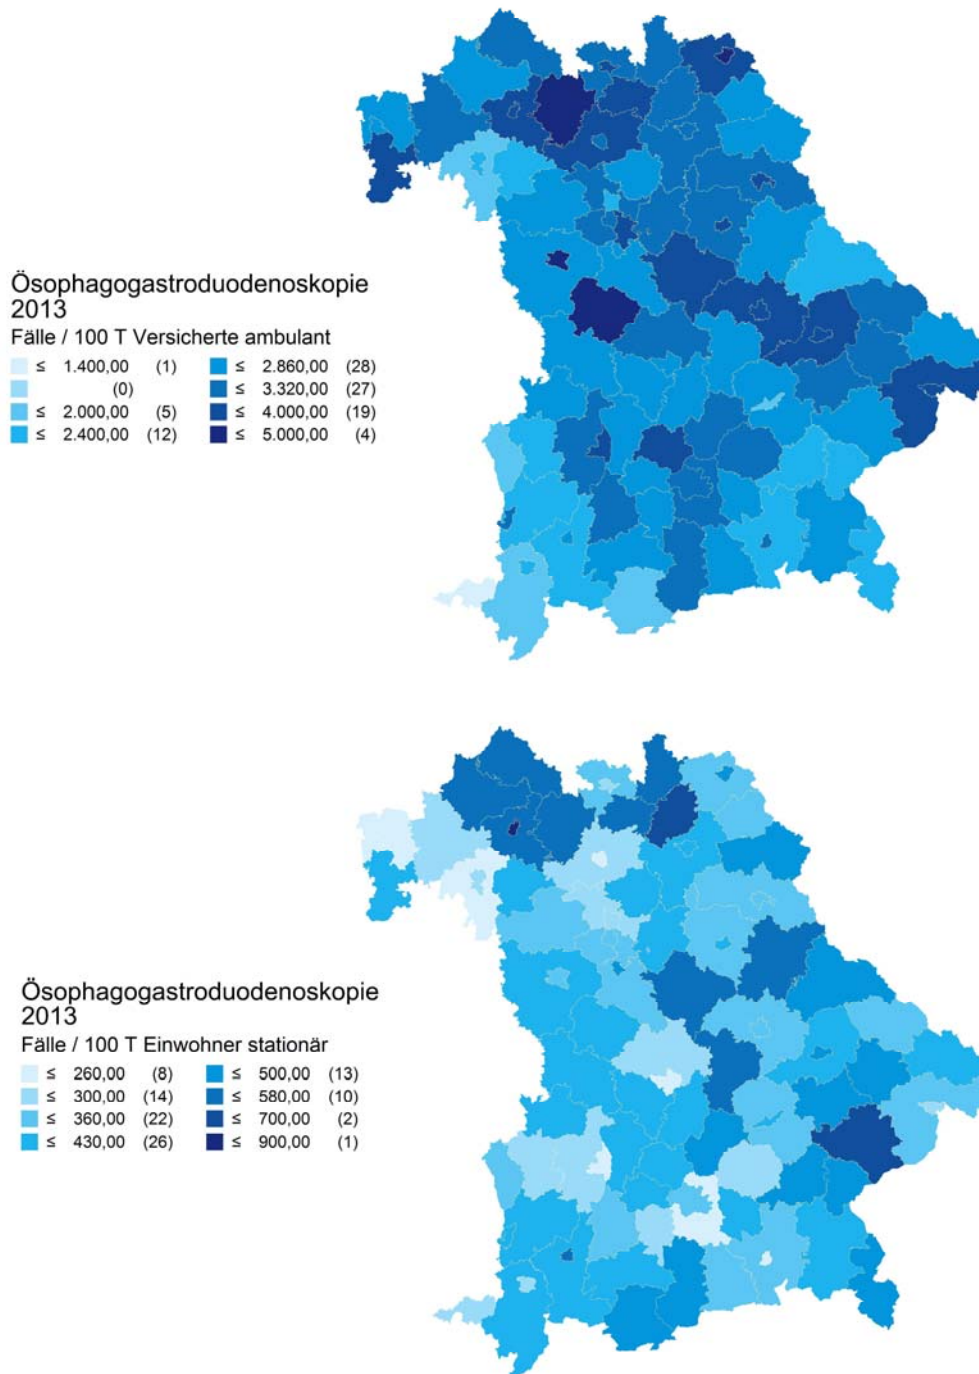 Ösophagogastroduodenoskopie
2013
Fälle / 100 T Versicherte ambulant
≤ 1.400,00 (1) ≤ 2.860,00 (28)
(0) ≤ 3.320,00 (27)
≤ 2.000,00 (5) ≤ 4.000,00 (19)
≤ 2.400,00 (12) ≤ 5.000,00 (4)
Ösophagogastroduodenoskopie
2013
Fälle / 100 T Einwohner stationär
≤ 260,00 (8) ≤ 500,00 (13)
≤ 300,00 (14) ≤ 580,00 (10)
≤ 360,00 (22) ≤ 700,00 (2)
≤ 430,00 (26) ≤ 900,00 (1)